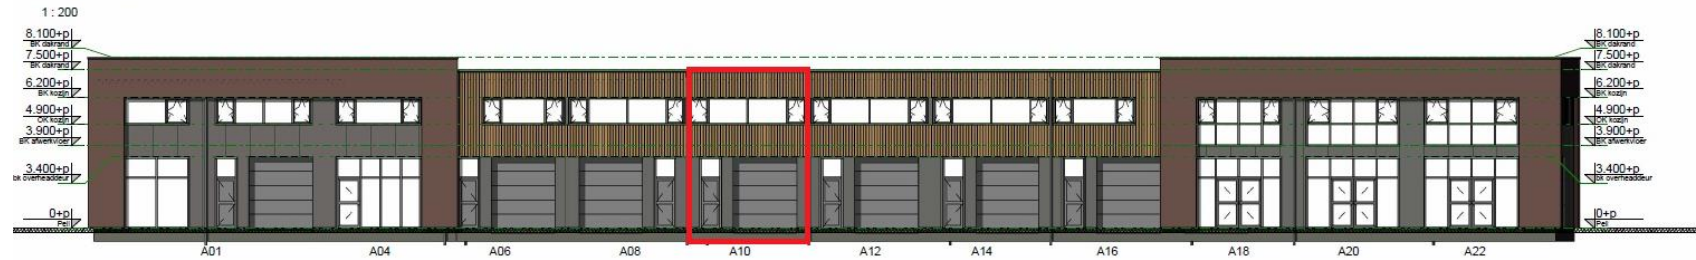 1 : 200
8.100+p
BK dakrand
7.500+p
BK dakrand
6.200+p
BK kozijn
4.900+p
OK kozijn
3.900+p
BK afwerkvloer
3.400+p
bk overheaddeur
0+p
Peil
8.100+p
BK dakrand
7.500+p
BK dakrand
6.200+p
BK kozijn
4.900+p
OK kozijn
3.900+p
BK afwerkvloer
3.400+p
bk overheaddeur
0+p
Peil
A01 A04 A06 A08 A10 A12 A14 A16 A18 A20 A22